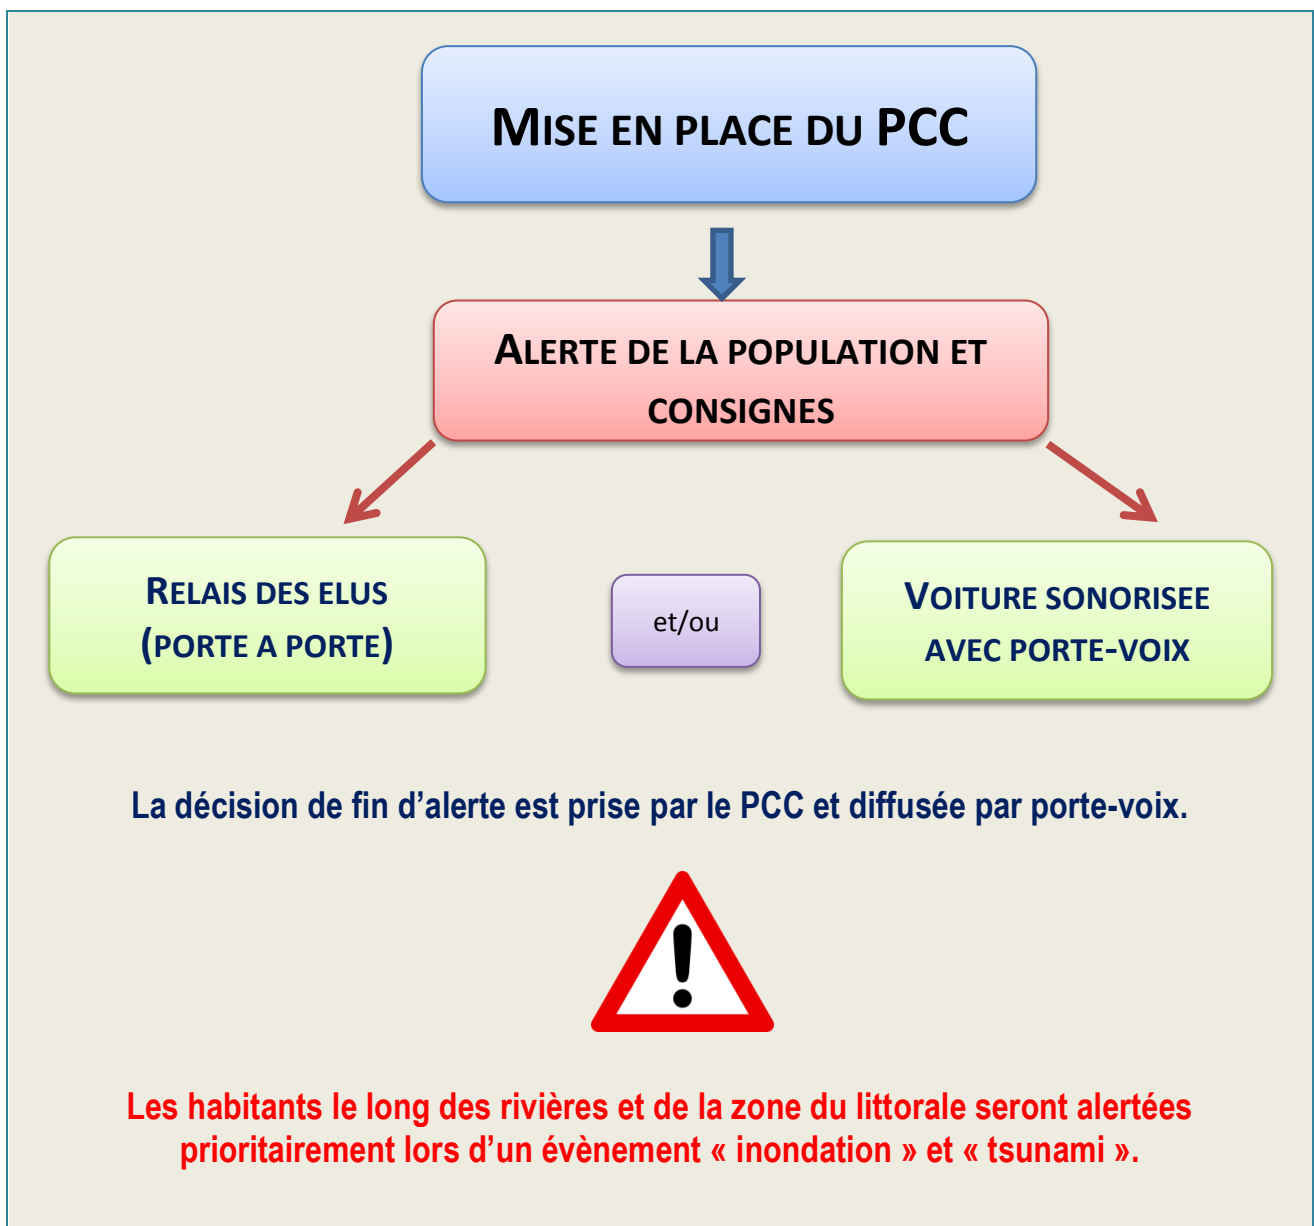 MISE EN PLACE DU PCC
ALERTE DE LA POPULATION ET
CONSIGNES
RELAIS DES ELUS
(PORTE A PORTE)
et/ou
VOITURE SONORISEE
AVEC PORTE-VOIX
La décision de fin d’alerte est prise par le PCC et diffusée par porte-voix.
Les habitants le long des rivières et de la zone du littorale seront alertées
prioritairement lors d’un évènement « inondation » et « tsunami ».